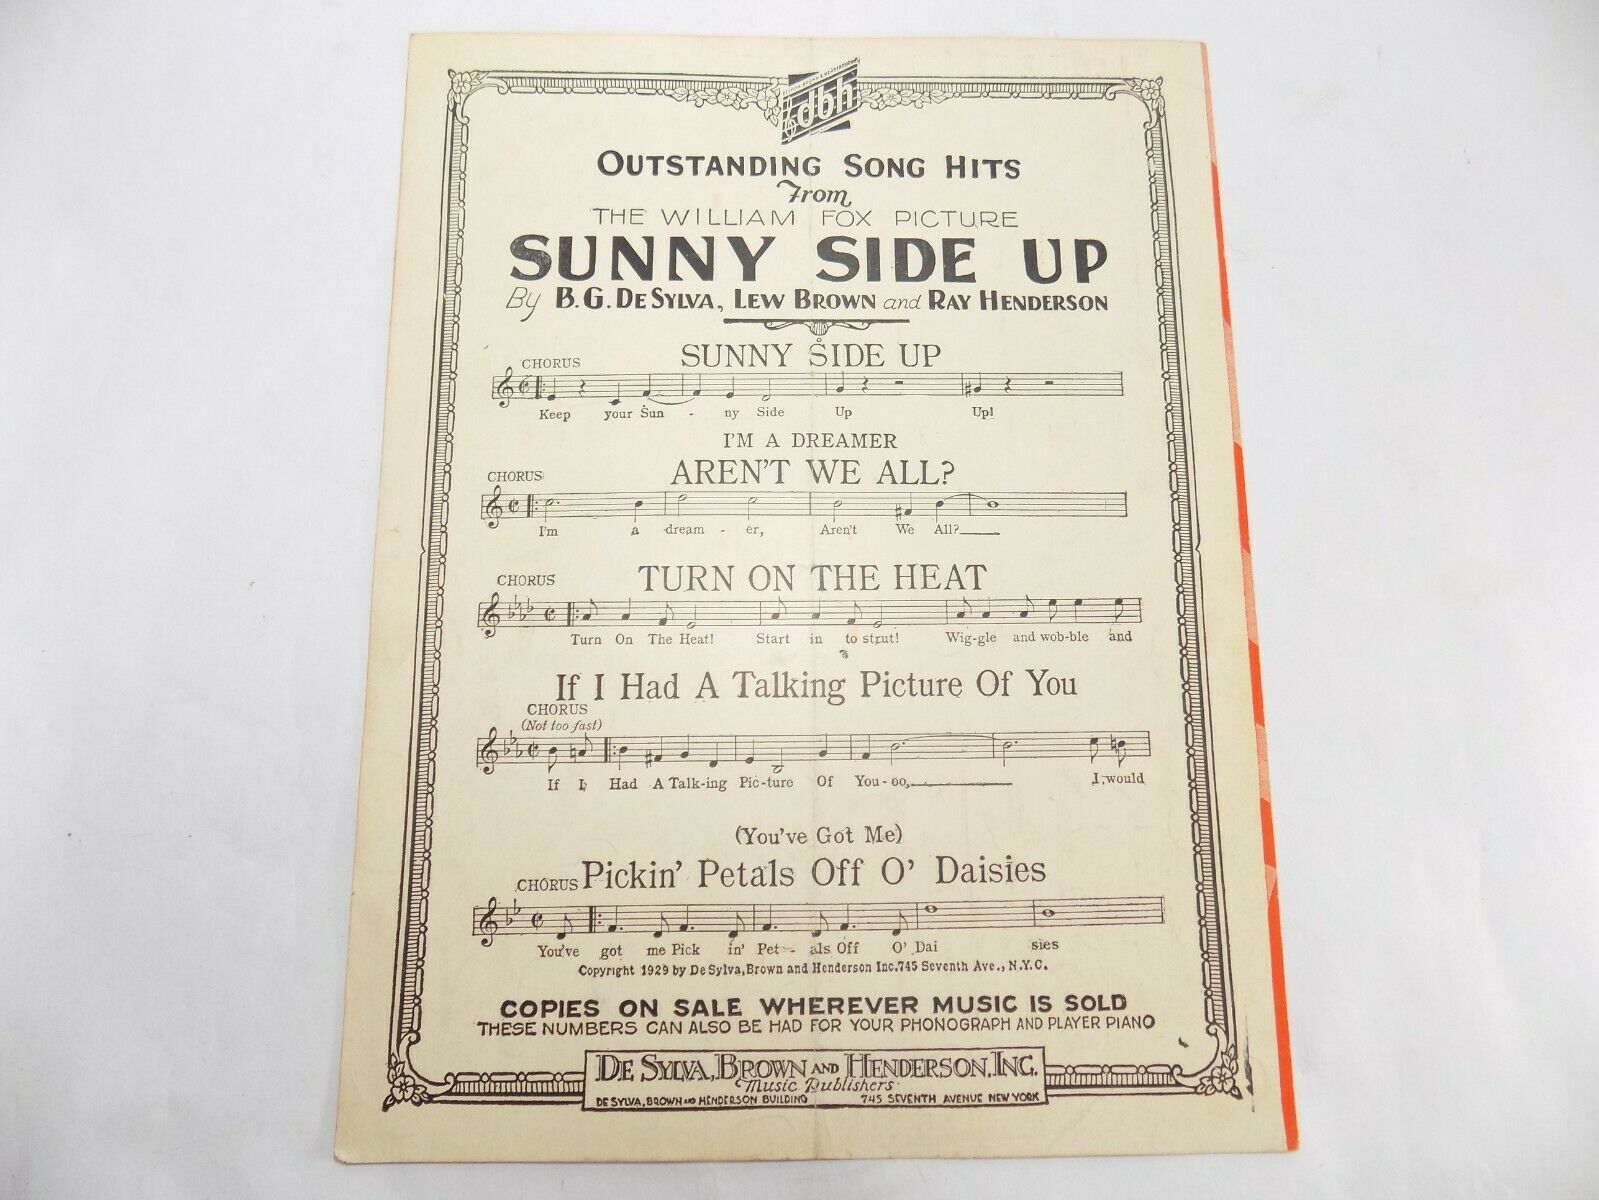 dbh
OUTSTANDING SONG HITS
From
THE WILLIAM FOX PICTURE
SUNNY SIDE UP
By B.G. DE SYLVA, LEW BROWN and RAY HENDERSON
SUNNY SIDE UP
CHORUS
Keep your Sun - ny Side Up Up!
I'M A DREAMER
AREN'T WE ALL?
CHORUS
I'm a dream - er, Aren't We All?
TURN ON THE HEAT
CHORUS
Turn On The Heat! Start in to strut! Wig-gle and wob-ble and
If I Had A Talking Picture Of You
CHORUS
(Not too fast)
If I Had A Talk-ing Pic-ture Of You-oo, I would
(You've Got Me)
CHORUS Pickin' Petals Off O' Daisies
You've got me Pick in' Pet - als Off O' Dai sies
Copyright 1929 by De Sylva, Brown and Henderson Inc. 745 Seventh Ave., N.Y.C.
COPIES ON SALE WHEREVER MUSIC IS SOLD
THESE NUMBERS CAN ALSO BE HAD FOR YOUR PHONOGRAPH AND PLAYER PIANO
DE SYLVA, BROWN AND HENDERSON, INC.
Music Publishers
DE SYLVA, BROWN AND HENDERSON BUILDING 745 SEVENTH AVENUE NEW YORK